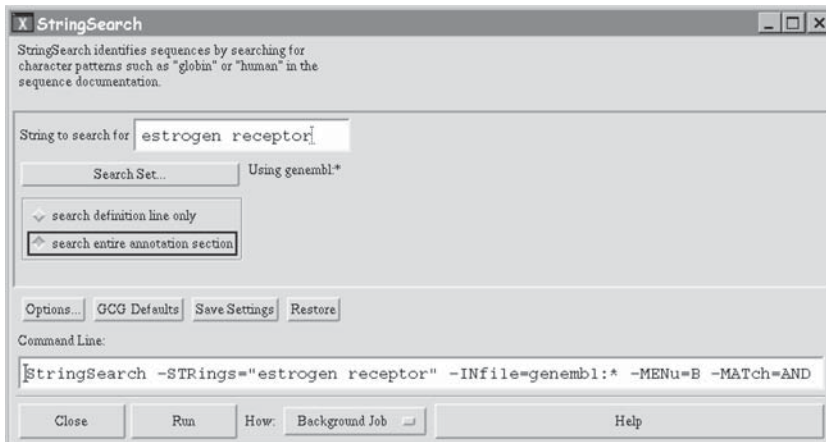 X StringSearch
StringSearch identifies sequences by searching for
character patterns such as "globin" or "human" in the
sequence documentation.
String to search for estrogen receptor
Search Set... Using genembl:*
search definition line only
search entire annotation section
Options... GCG Defaults Save Settings Restore
Command Line:
StringSearch -STRings="estrogen receptor" -INfile=genembl:* -MENu=B -MATch=AND
Close Run How: Background Job Help